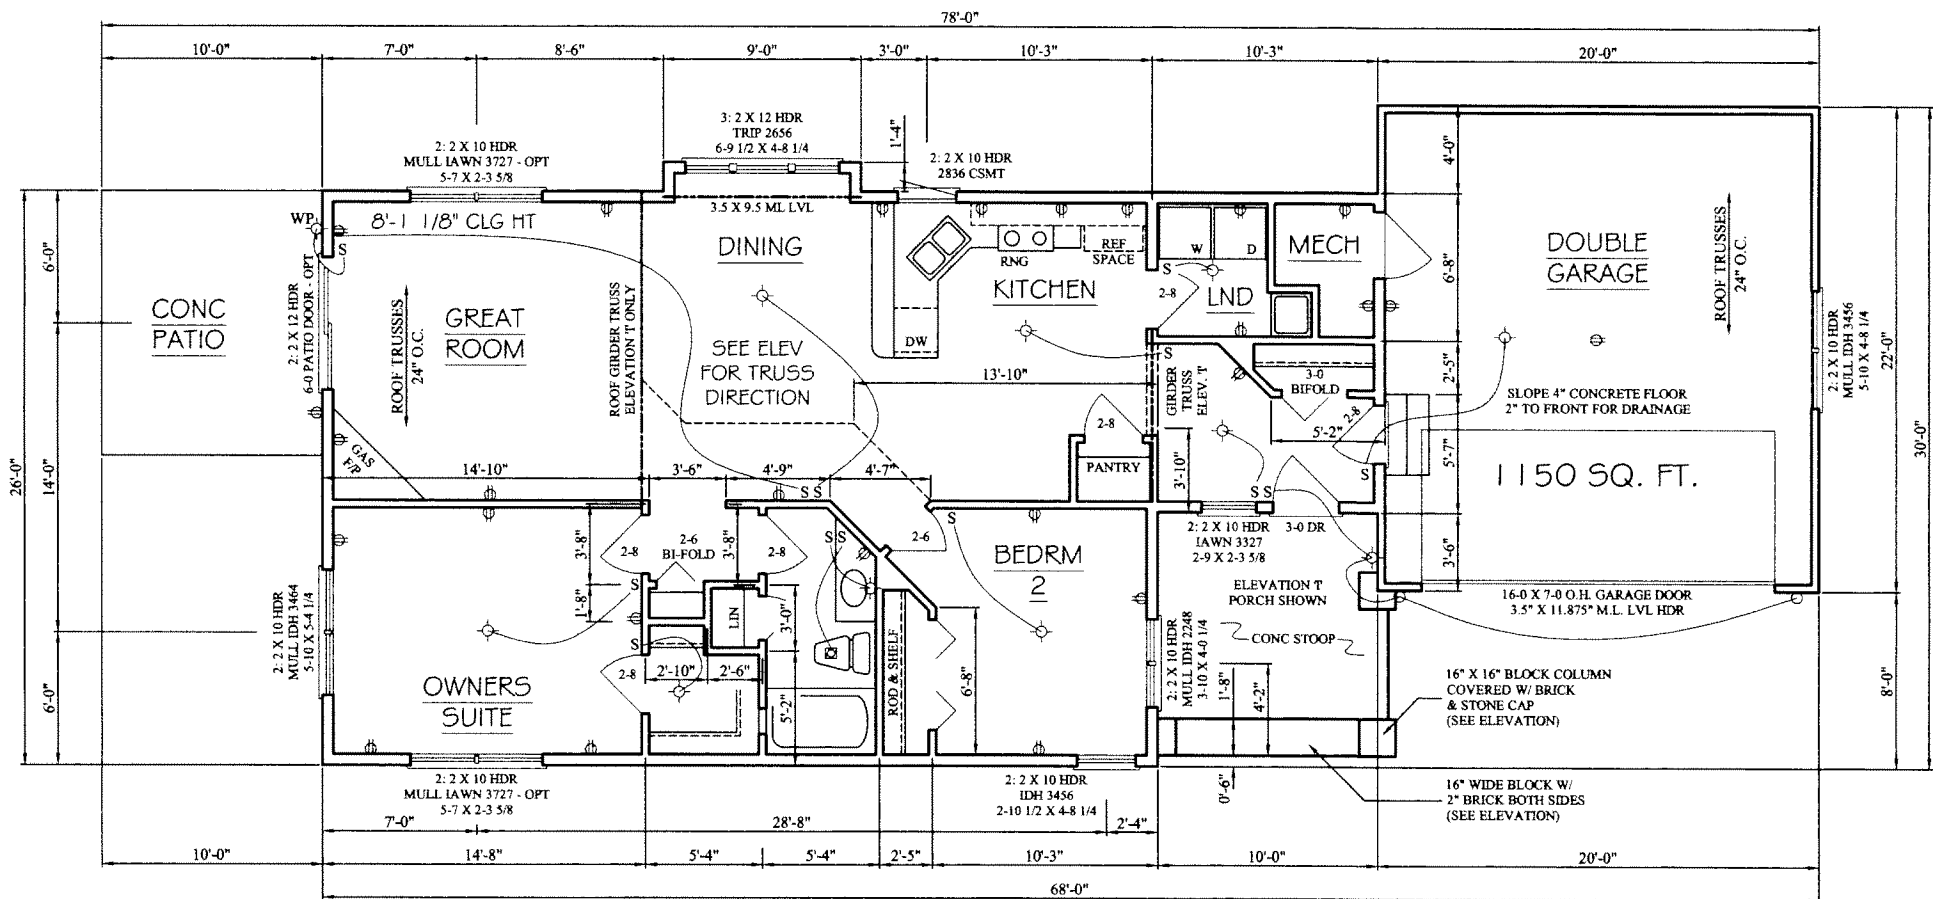 78'-0"
10'-0"
7'-0"
8'-6"
9'-0"
3'-0"
10'-3"
10'-3"
20'-0"
3: 2 X 12 HDR
TRIP 2656
6-9 1/2 X 4-8 1/4
1'-4"
2: 2 X 10 HDR
MULL IAWN 3727 - OPT
5-7 X 2-3 5/8
2: 2 X 10 HDR
2836 CSMT
4'-0"
WP
8'-1 1/8" CLG HT
3.5 X 9.5 ML LVL
S
DINING
REF
SPACE
RNG
W
D
MECH
DOUBLE
GARAGE
ROOF TRUSSES
24" O.C.
6'-0"
6'-8"
CONC
PATIO
2: 2 X 12 HDR
6-0 PATIO DOOR - OPT
ROOF TRUSSES
24" O.C.
GREAT
ROOM
ROOF GIRDER TRUSS
ELEVATION 'I' ONLY
KITCHEN
S
2-8
LND
DW
SEE ELEV
FOR TRUSS
DIRECTION
13'-10"
S
GIRDER
TRUSS
ELEV. 'I'
3-0
BIFOLD
2'-5"
2: 2 X 10 HDR
MULL IDH 3456
5-10 X 4-8 1/4
22'-0"
30'-0"
SLOPE 4" CONCRETE FLOOR
2" TO FRONT FOR DRAINAGE
2-8
5'-2"
2-8
5'-7"
S
1150 SQ. FT.
26'-0"
14'-0"
GAS
F/P
PANTRY
3'-10"
14'-10"
3'-6"
4'-9"
4'-7"
S S
S S
S
2: 2 X 10 HDR
IAWN 3327
2-9 X 2-3 5/8
3-0 DR
3'-6"
3'-8"
2-8
2-6
BI-FOLD
3'-8"
2-8
S S
2-6
BEDRM
2
ELEVATION 'I'
PORCH SHOWN
16-0 X 7-0 O.H. GARAGE DOOR
3.5" X 11.875" M.L. LVL HDR
S
1'-8"
LIN
3'-0"
CONC STOOP
2: 2 X 10 HDR
MULL IDH 3464
5-10 X 5-4 1/4
S
2-8
2'-10"
2'-6"
ROD & SHELF
6'-8"
2: 2 X 10 HDR
MULL IDH 2248
3-10 X 4-0 1/4
1'-8"
4'-2"
16" X 16" BLOCK COLUMN
COVERED W/ BRICK
& STONE CAP
(SEE ELEVATION)
8'-0"
6'-0"
OWNERS
SUITE
5'-2"
2: 2 X 10 HDR
MULL IAWN 3727 - OPT
5-7 X 2-3 5/8
2: 2 X 10 HDR
IDH 3456
2-10 1/2 X 4-8 1/4
0'-6"
16" WIDE BLOCK W/
2" BRICK BOTH SIDES
(SEE ELEVATION)
7'-0"
28'-8"
2'-4"
10'-0"
14'-8"
5'-4"
5'-4"
2'-5"
10'-3"
10'-0"
20'-0"
68'-0"